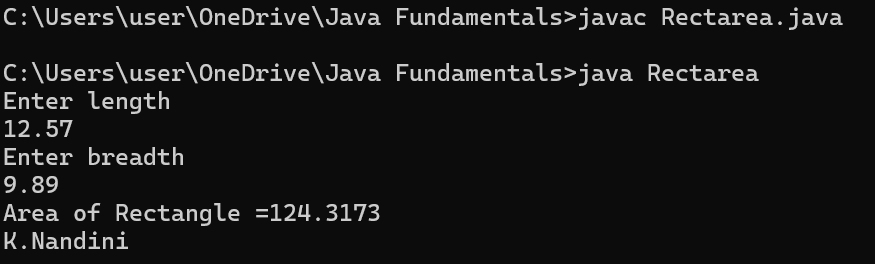 C:\Users\user\OneDrive\Java Fundamentals>javac Rectarea.java
C:\Users\user\OneDrive\Java Fundamentals>java Rectarea
Enter length
12.57
Enter breadth
9.89
Area of Rectangle =124.3173
K.Nandini